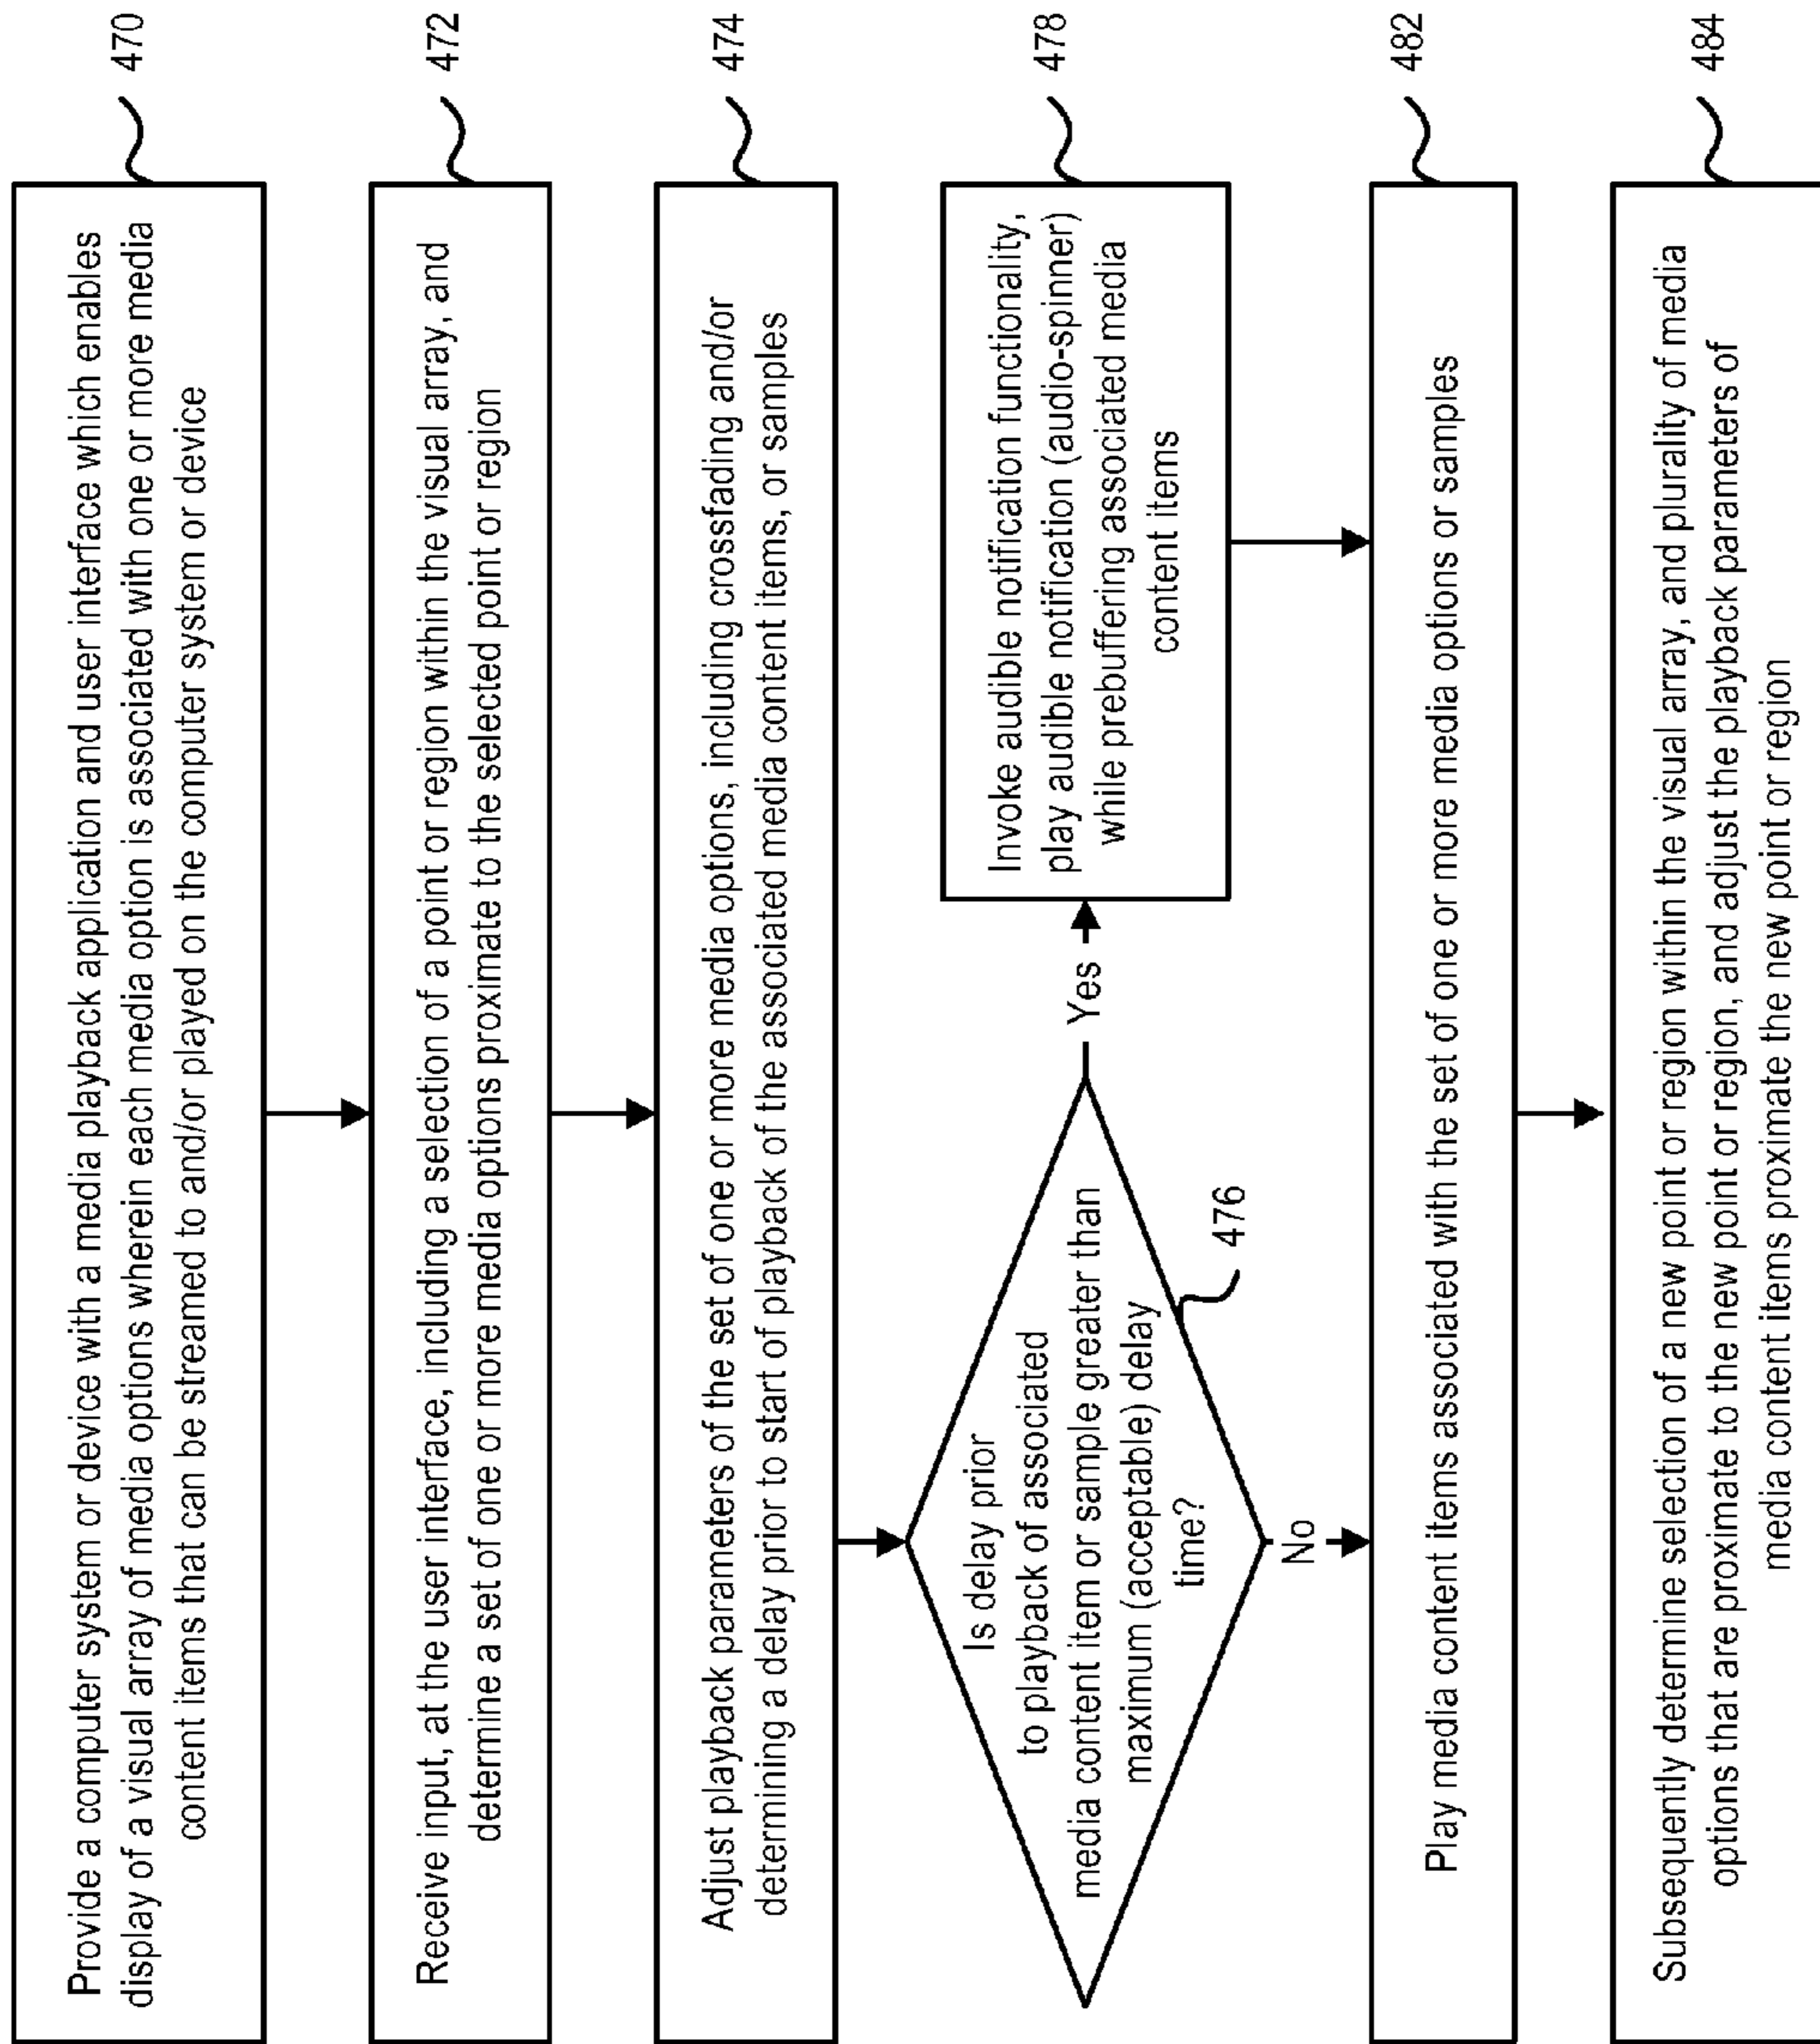 Provide a computer system or device with a media playback application and user interface which enables
display of a visual array of media options wherein each media option is associated with one or more media
content items that can be streamed to and/or played on the computer system or device
470
Receive input, at the user interface, including a selection of a point or region within the visual array, and
determine a set of one or more media options proximate to the selected point or region
472
Adjust playback parameters of the set of one or more media options, including crossfading and/or
determining a delay prior to start of playback of the associated media content items, or samples
474
Is delay prior
to playback of associated
media content item or sample greater than
maximum (acceptable) delay
time?
476
Yes
Invoke audible notification functionality,
play audible notification (audio-spinner)
while prebuffering associated media
content items
478
No
Play media content items associated with the set of one or more media options or samples
482
Subsequently determine selection of a new point or region within the visual array, and plurality of media
options that are proximate to the new point or region, and adjust the playback parameters of
media content items proximate the new point or region
484